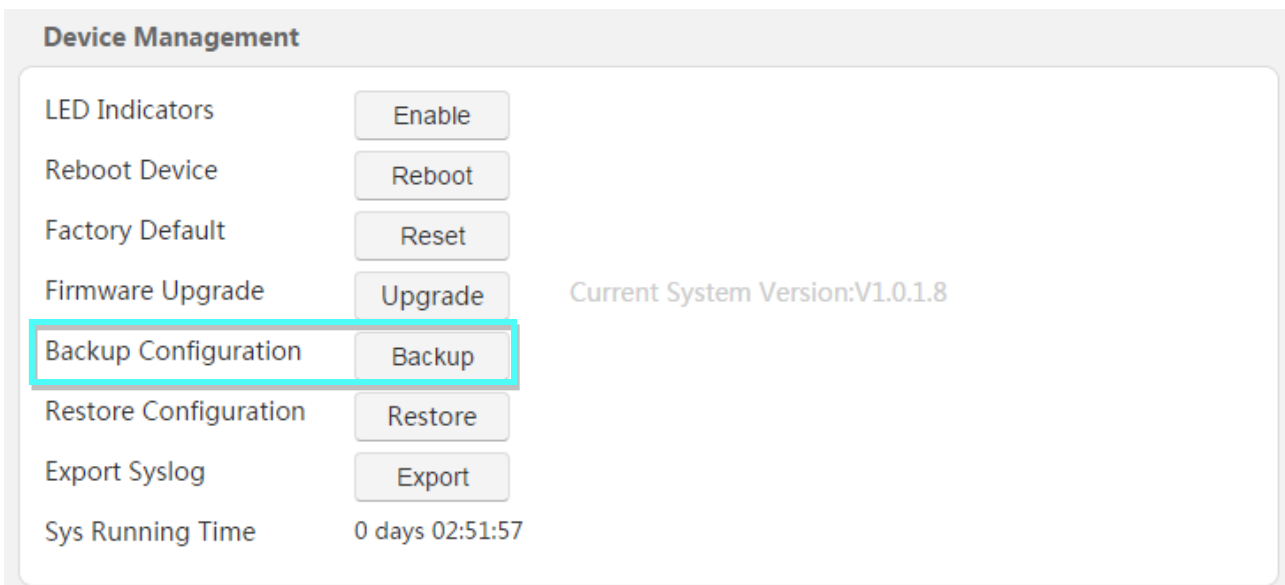 Device Management
LED Indicators Enable
Reboot Device Reboot
Factory Default Reset
Firmware Upgrade Upgrade Current System Version:V1.0.1.8
Backup Configuration Backup
Restore Configuration Restore
Export Syslog Export
Sys Running Time 0 days 02:51:57